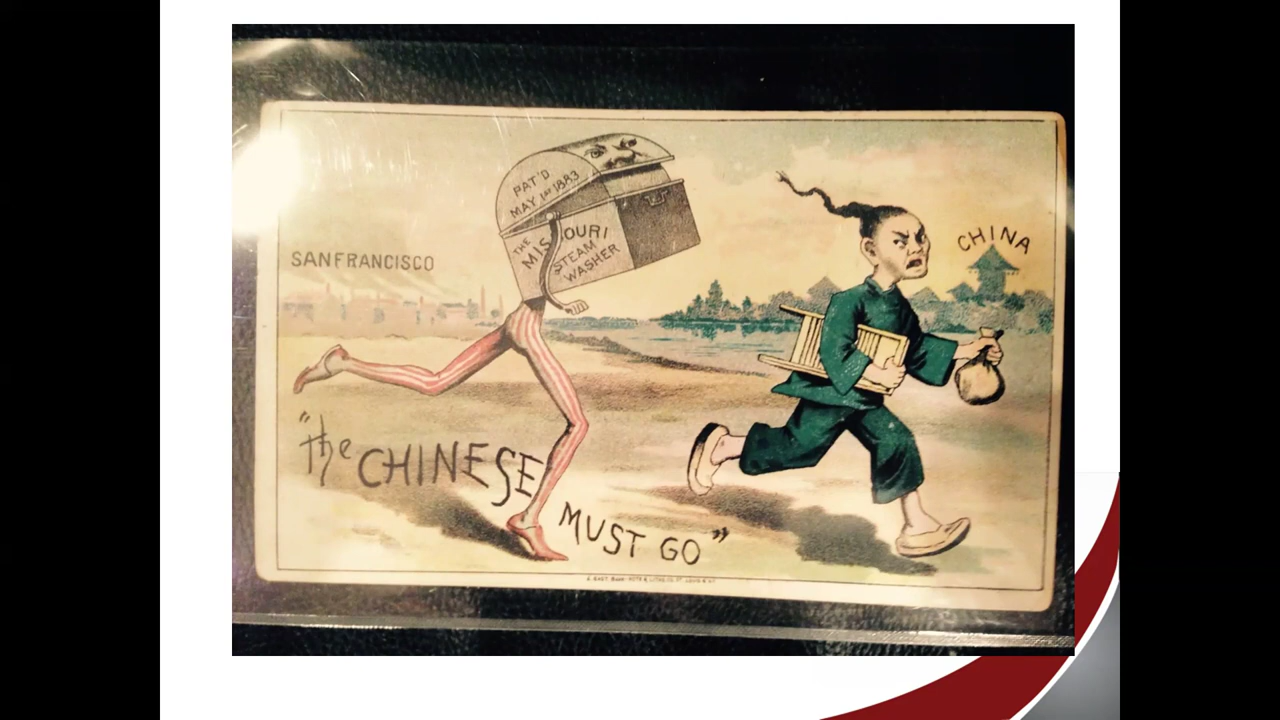 PAT'D
MAY 1ST 1883
THE
MISSOURI
STEAM
WASHER
SANFRANCISCO
CHINA
"the CHINESE
MUST GO"